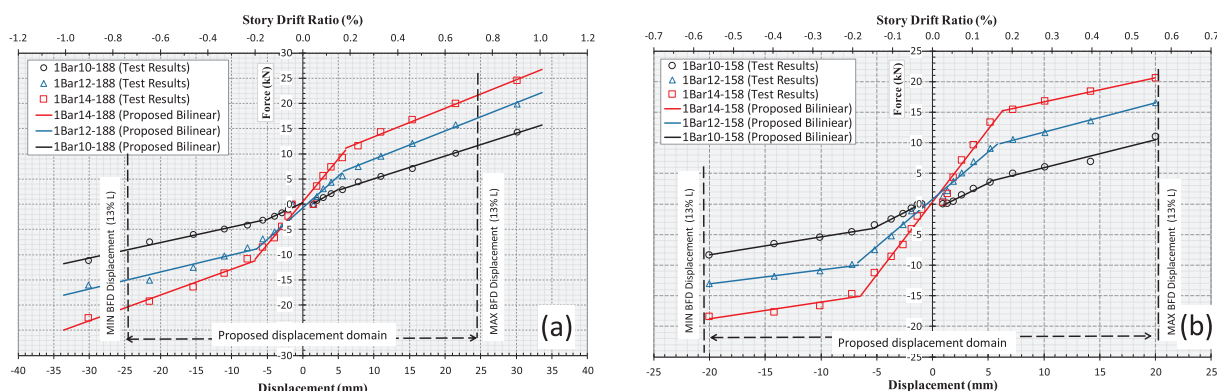 Story Drift Ratio (%)
-1.0 -0.8 -0.6 -0.4 -0.2 0.0 0.2 0.4 0.6 0.8 1.0
Force (kN)
30
25
20
15
10
5
0
-5
-10
-15
-20
-25
-30
1Bar10-188 (Test Results)
1Bar12-188 (Test Results)
1Bar14-188 (Test Results)
1Bar14-188 (Proposed Bilinear)
1Bar12-188 (Proposed Bilinear)
1Bar10-188 (Proposed Bilinear)
MIN BFD Displacement (13% L)
MAX BFD Displacement (13% L)
Proposed displacement domain
(a)
-40 -35 -30 -25 -20 -15 -10 -5 0 5 10 15 20 25 30 35 40
Displacement (mm)
Story Drift Ratio (%)
-0.7 -0.6 -0.5 -0.4 -0.3 -0.2 -0.1 0.0 0.1 0.2 0.3 0.4 0.5 0.6 0.7
Force (kN)
25
20
15
10
5
0
-5
-10
-15
-20
-25
1Bar10-158 (Test Results)
1Bar12-158 (Test Results)
1Bar14-158 (Test Results)
1Bar14-158 (Proposed Biliniear)
1Bar12-158 (Proposed Biliniear)
1Bar10-158 (Proposed Biliniear)
MIN BFD Displacement (13% L)
MAX BFD Displacement (13% L)
Proposed displacement domain
(b)
-25 -20 -15 -10 -5 0 5 10 15 20 25
Displacement (mm)